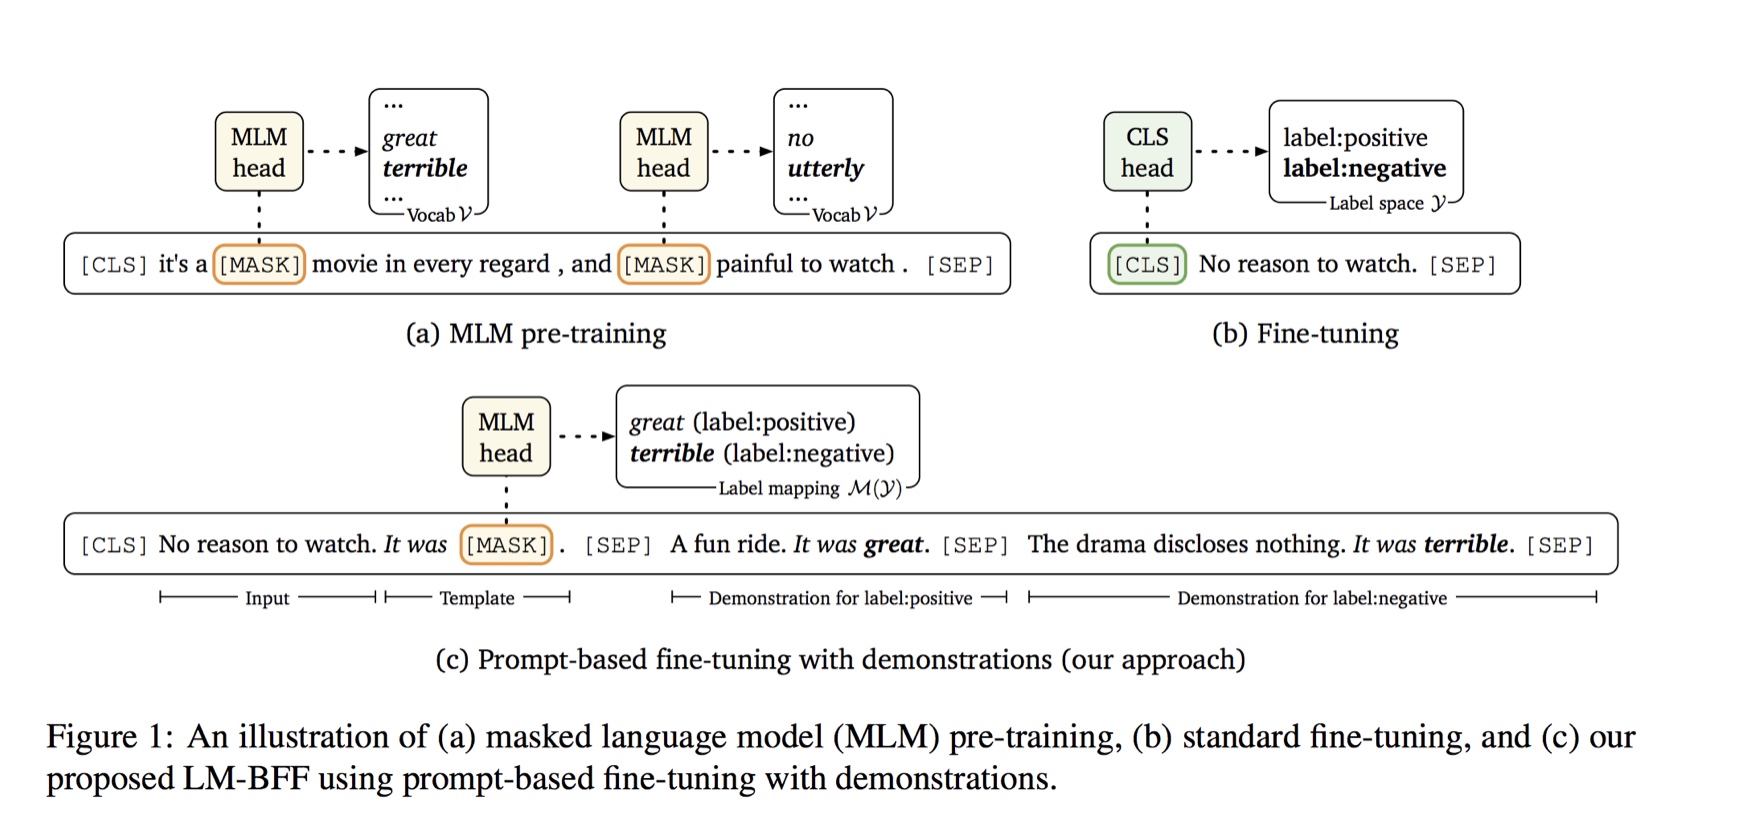 ...
MLM
head
great
terrible
...
Vocab 𝒱
...
MLM
head
no
utterly
...
Vocab 𝒱
[CLS] it's a [MASK] movie in every regard , and [MASK] painful to watch . [SEP]
(a) MLM pre-training
CLS
head
label:positive
label:negative
Label space 𝒴
[CLS] No reason to watch. [SEP]
(b) Fine-tuning
MLM
head
great (label:positive)
terrible (label:negative)
Label mapping ℳ(𝒴)
[CLS] No reason to watch. It was [MASK] . [SEP] A fun ride. It was great. [SEP] The drama discloses nothing. It was terrible. [SEP]
Input Template Demonstration for label:positive Demonstration for label:negative
(c) Prompt-based fine-tuning with demonstrations (our approach)
Figure 1: An illustration of (a) masked language model (MLM) pre-training, (b) standard fine-tuning, and (c) our
proposed LM-BFF using prompt-based fine-tuning with demonstrations.